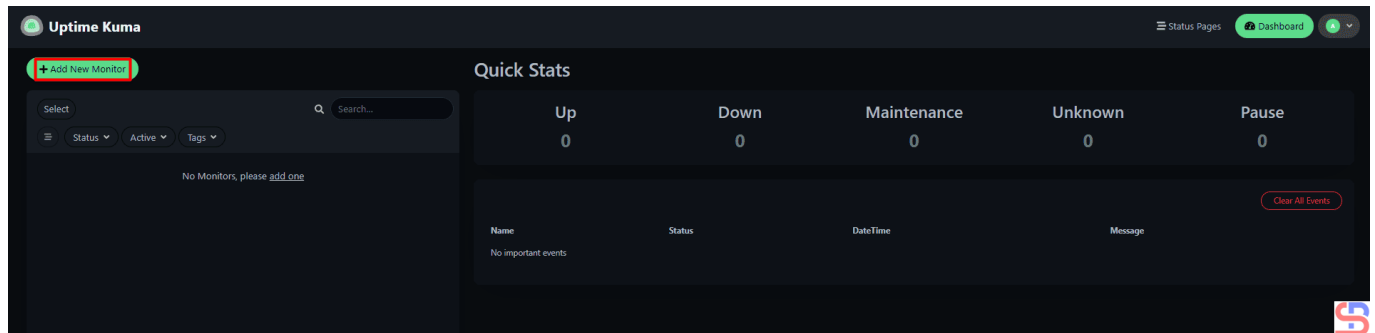 Uptime Kuma
Status Pages
Dashboard
A
+ Add New Monitor
Quick Stats
Select
Search...
Status
Active
Tags
Up
Down
Maintenance
Unknown
Pause
0
0
0
0
0
No Monitors, please add one
Clear All Events
Name
Status
DateTime
Message
No important events